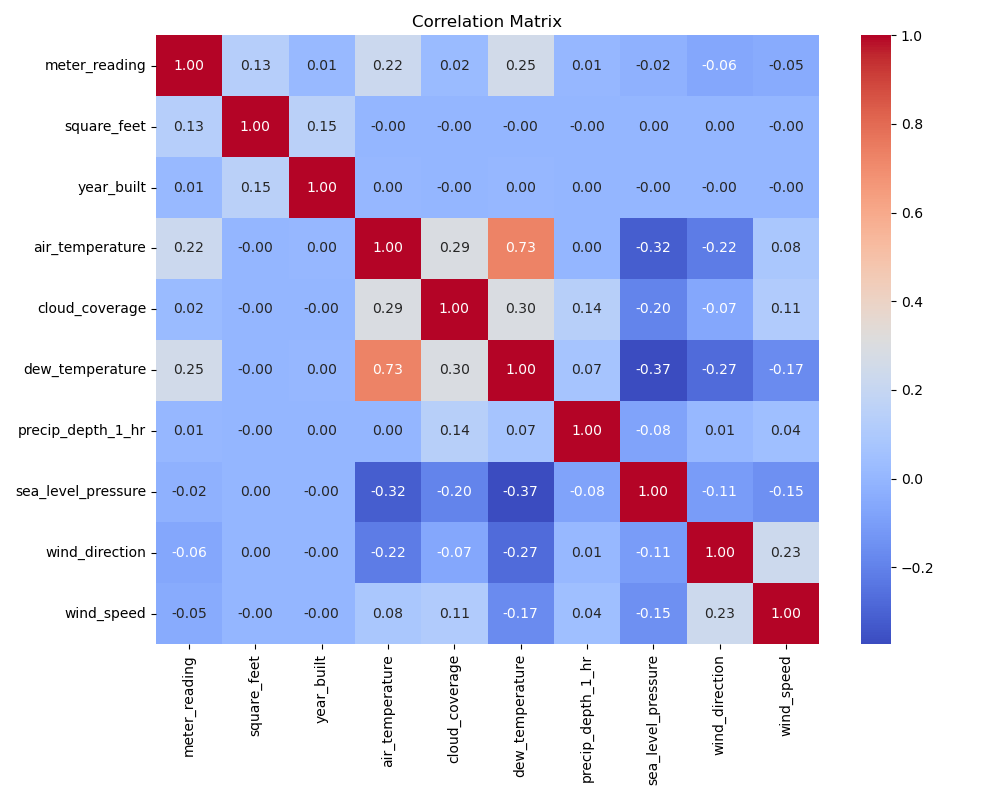 Correlation Matrix
meter_reading 1.00 0.13 0.01 0.22 0.02 0.25 0.01 -0.02 -0.06 -0.05
square_feet 0.13 1.00 0.15 -0.00 -0.00 -0.00 -0.00 0.00 0.00 -0.00
year_built 0.01 0.15 1.00 0.00 -0.00 0.00 0.00 -0.00 -0.00 -0.00
air_temperature 0.22 -0.00 0.00 1.00 0.29 0.73 0.00 -0.32 -0.22 0.08
cloud_coverage 0.02 -0.00 -0.00 0.29 1.00 0.30 0.14 -0.20 -0.07 0.11
dew_temperature 0.25 -0.00 0.00 0.73 0.30 1.00 0.07 -0.37 -0.27 -0.17
precip_depth_1_hr 0.01 -0.00 0.00 0.00 0.14 0.07 1.00 -0.08 0.01 0.04
sea_level_pressure -0.02 0.00 -0.00 -0.32 -0.20 -0.37 -0.08 1.00 -0.11 -0.15
wind_direction -0.06 0.00 -0.00 -0.22 -0.07 -0.27 0.01 -0.11 1.00 0.23
wind_speed -0.05 -0.00 -0.00 0.08 0.11 -0.17 0.04 -0.15 0.23 1.00
meter_reading
square_feet
year_built
air_temperature
cloud_coverage
dew_temperature
precip_depth_1_hr
sea_level_pressure
wind_direction
wind_speed
1.0
0.8
0.6
0.4
0.2
0.0
−0.2